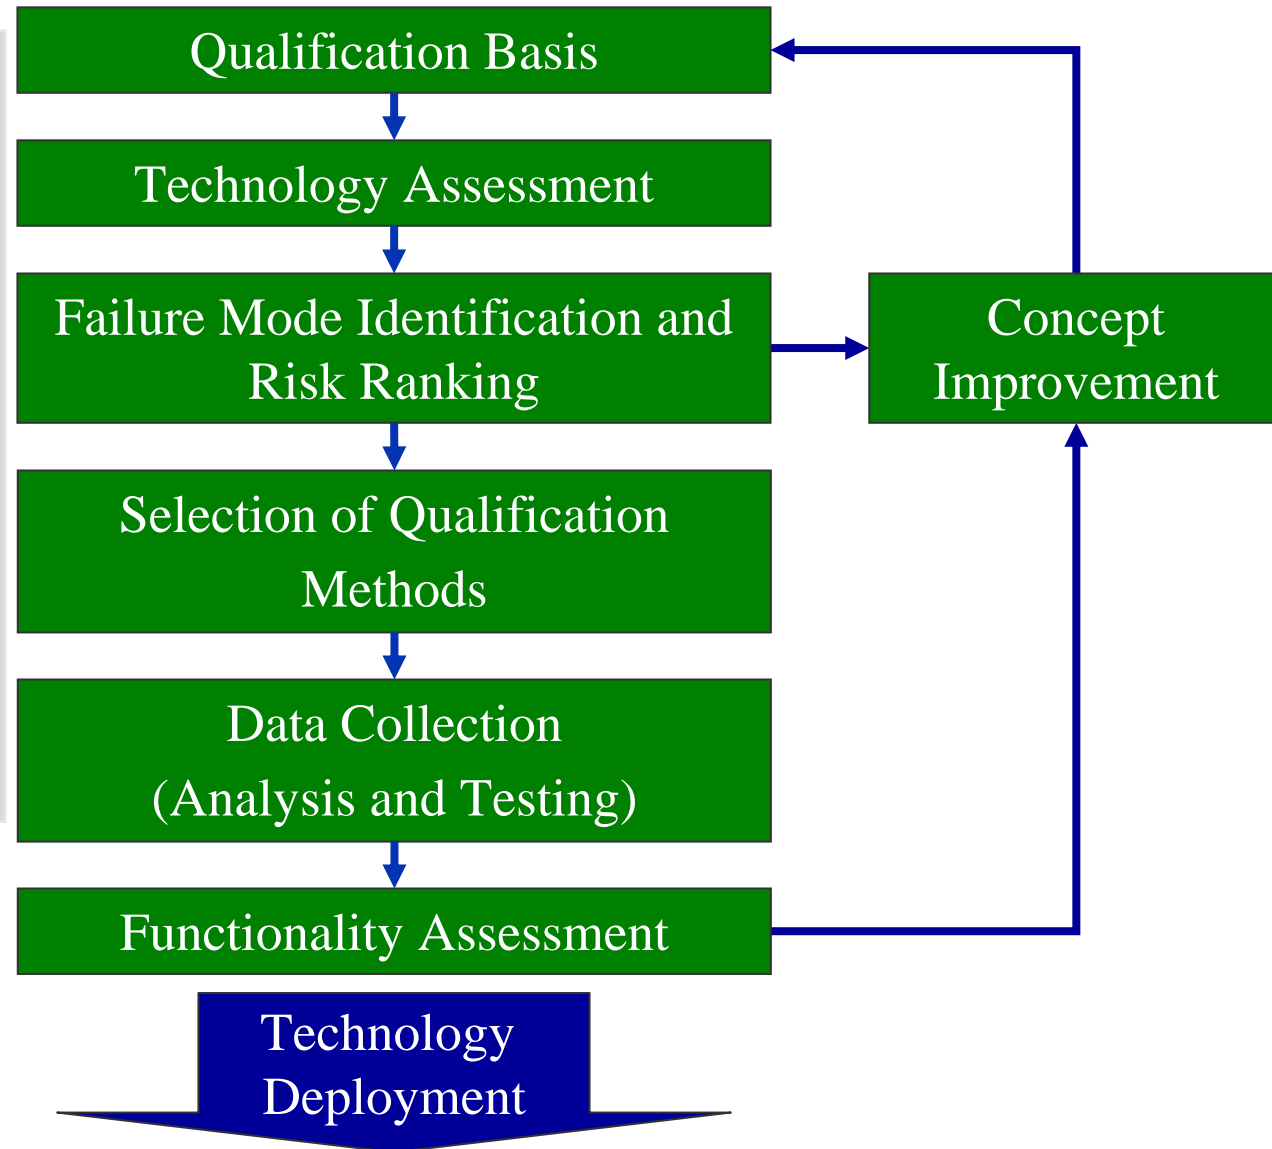 Qualification Basis
Technology Assessment
Failure Mode Identification and
Risk Ranking
Concept
Improvement
Selection of Qualification
Methods
Data Collection
(Analysis and Testing)
Functionality Assessment
Technology
Deployment